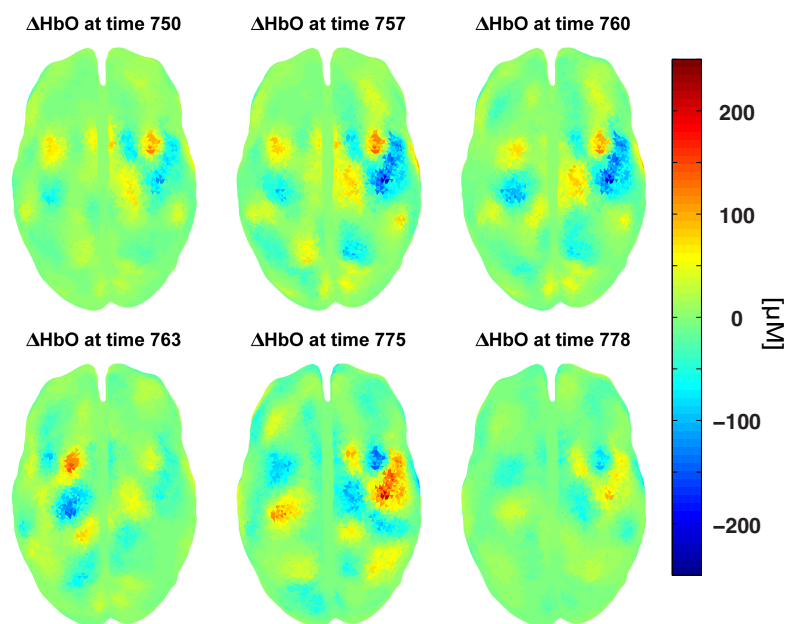 ΔHbO at time 750
ΔHbO at time 757
ΔHbO at time 760
200
100
0
−100
−200
[μM]
ΔHbO at time 763
ΔHbO at time 775
ΔHbO at time 778